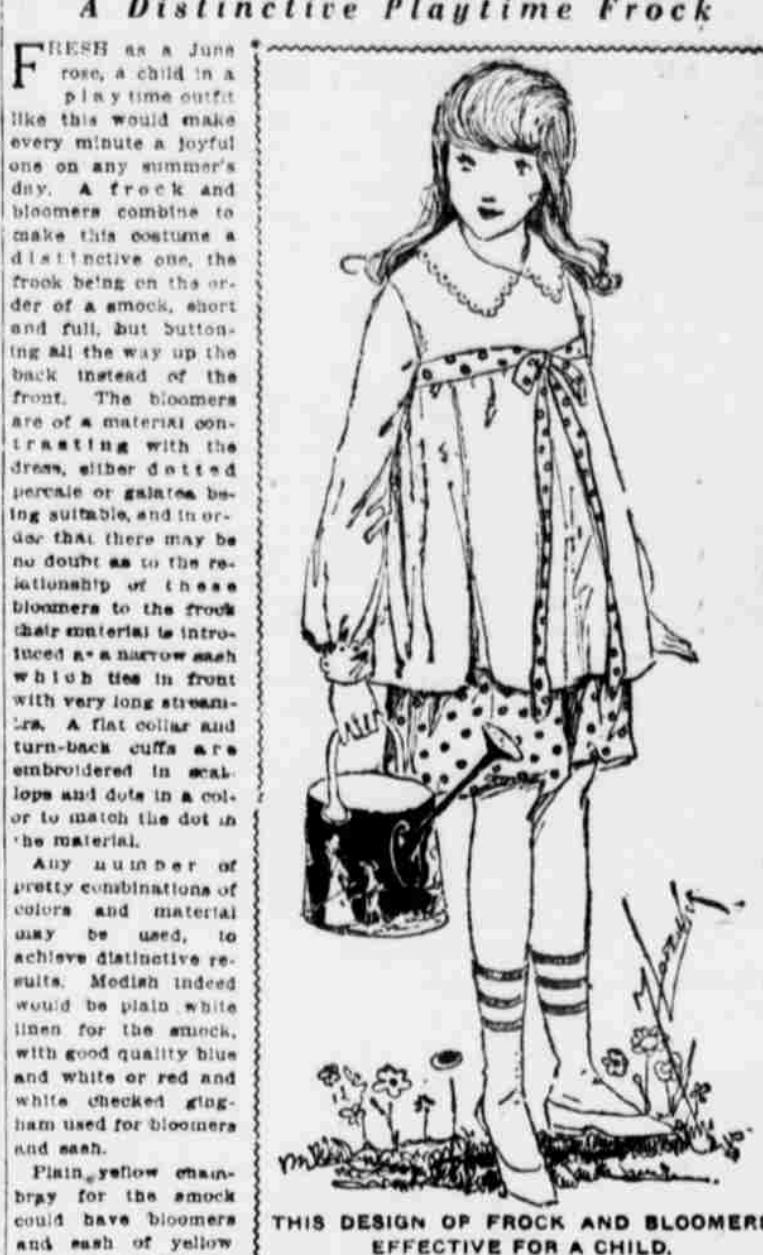 A Distinctive Playtime Frock
FRESH as a June
rose, a child in a
playtime outfit
like this would make
every minute a joyful
one on any summer's
day. A frock and
bloomers combine to
make this costume a
distinctive one, the
frock being on the or-
der of a smock, short
and full, but button-
ing all the way up the
back instead of the
front. The bloomers
are of a material con-
trasting with the
dress, either dotted
percale or galatea be-
ing suitable, and in or-
der that there may be
no doubt as to the re-
lationship of these
bloomers to the frock
their material is intro-
duced as a narrow sash
which ties in front
with very long stream-
ers. A flat collar and
turn-back cuffs are
embroidered in scal-
lops and dots in a col-
or to match the dot in
the material.
Any number of
pretty combinations of
colors and material
may be used, to
achieve distinctive re-
sults. Modish indeed
would be plain white
linen for the smock,
with good quality blue
and white or red and
white checked ging-
ham used for bloomers
and sash.
Plain yellow cham-
bray for the smock
could have bloomers
and sash of yellow
THIS DESIGN OF FROCK AND BLOOMERS
EFFECTIVE FOR A CHILD.